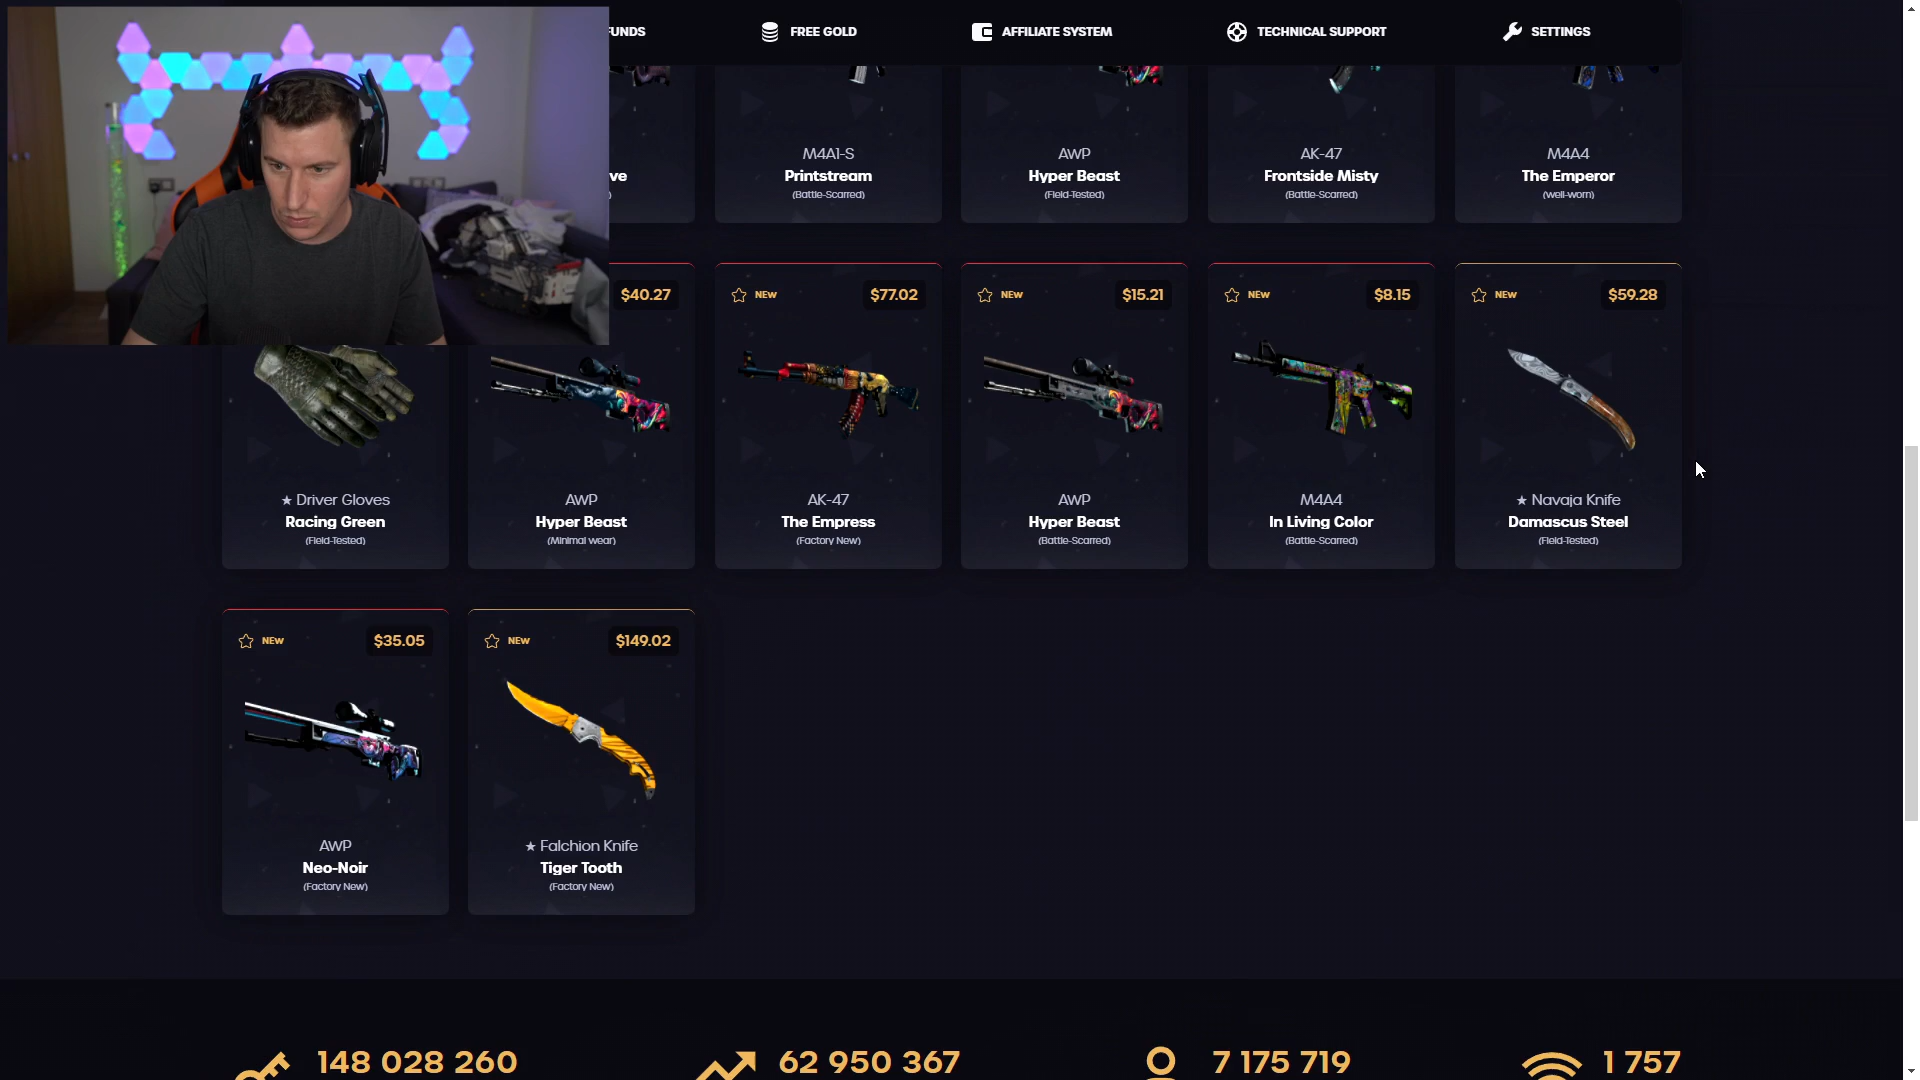 FUNDS
FREE GOLD
AFFILIATE SYSTEM
TECHNICAL SUPPORT
SETTINGS
ve
)
M4A1-S
Printstream
(Battle-Scarred)
AWP
Hyper Beast
(Field-Tested)
AK-47
Frontside Misty
(Battle-Scarred)
M4A4
The Emperor
(Well-worn)
★ Driver Gloves
Racing Green
(Field-Tested)
$40.27
AWP
Hyper Beast
(Minimal wear)
NEW
$77.02
AK-47
The Empress
(Factory New)
NEW
$15.21
AWP
Hyper Beast
(Battle-Scarred)
NEW
$8.15
M4A4
In Living Color
(Battle-Scarred)
NEW
$59.28
★ Navaja Knife
Damascus Steel
(Field-Tested)
NEW
$35.05
AWP
Neo-Noir
(Factory New)
NEW
$149.02
★ Falchion Knife
Tiger Tooth
(Factory New)
148 028 260
62 950 367
7 175 719
1 757